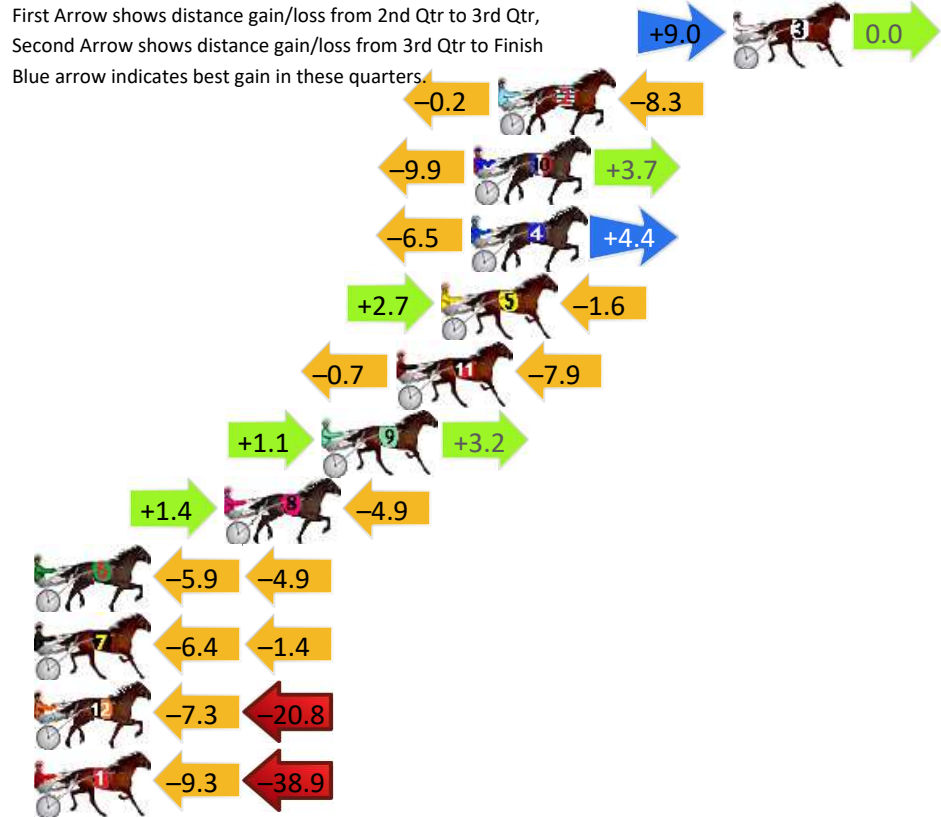 First Arrow shows distance gain/loss from 2nd Qtr to 3rd Qtr,
Second Arrow shows distance gain/loss from 3rd Qtr to Finish
Blue arrow indicates best gain in these quarters.
+9.0 3 0.0
–0.2 2 –8.3
–9.9 10 +3.7
–6.5 4 +4.4
+2.7 5 –1.6
–0.7 11 –7.9
+1.1 9 +3.2
+1.4 8 –4.9
6 –5.9 –4.9
7 –6.4 –1.4
12 –7.3 –20.8
1 –9.3 –38.9